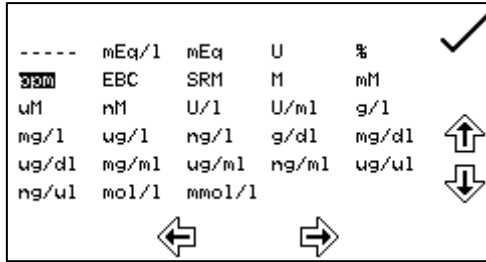 ----- mEq/l mEq U %
ppm EBC SRM M mM
uM nM U/l U/ml g/l
mg/l ug/l ng/l g/dl mg/dl
ug/dl mg/ml ug/ml ng/ml ug/ul
ng/ul mol/l mmol/l